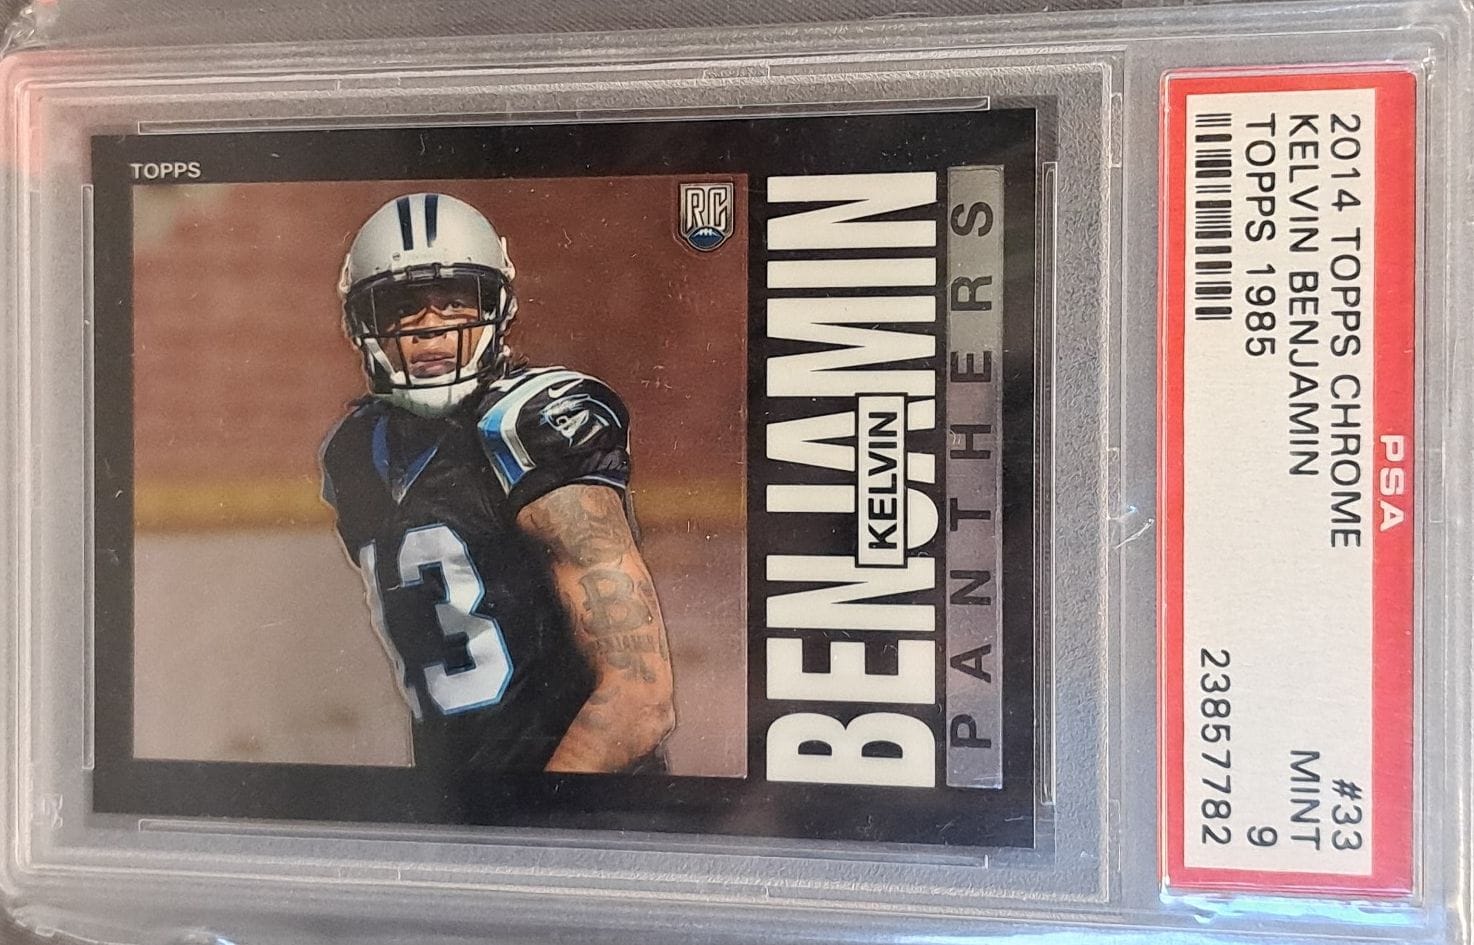 PSA
2014 TOPPS CHROME #33
KELVIN BENJAMIN MINT
TOPPS 1985 9
23857782
TOPPS
RC
BENJAMIN
KELVIN
PANTHERS
13
B